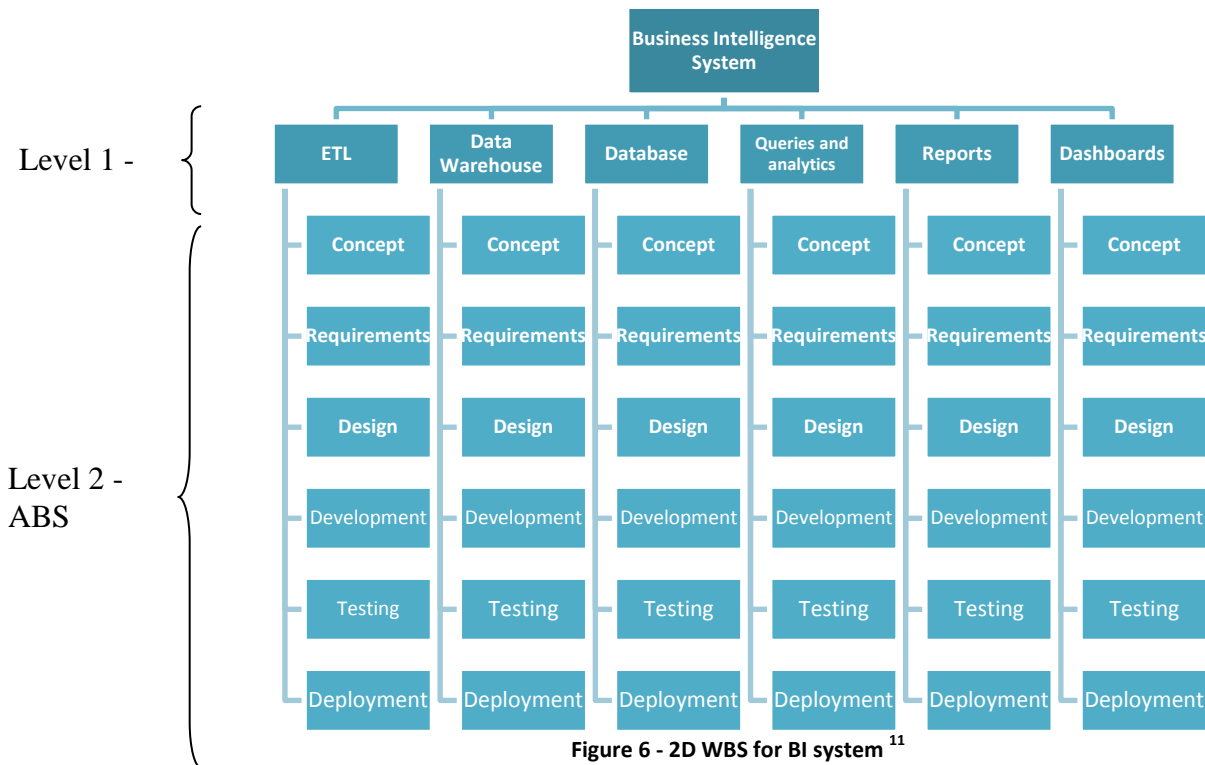 Business Intelligence
System
Level 1 -
ETL
Data
Warehouse
Database
Queries and
analytics
Reports
Dashboards
Level 2 -
ABS
Concept Concept Concept Concept Concept Concept
Requirements Requirements Requirements Requirements Requirements Requirements
Design Design Design Design Design Design
Development Development Development Development Development Development
Testing Testing Testing Testing Testing Testing
Deployment Deployment Deployment Deployment Deployment Deployment
Figure 6 - 2D WBS for BI system 11